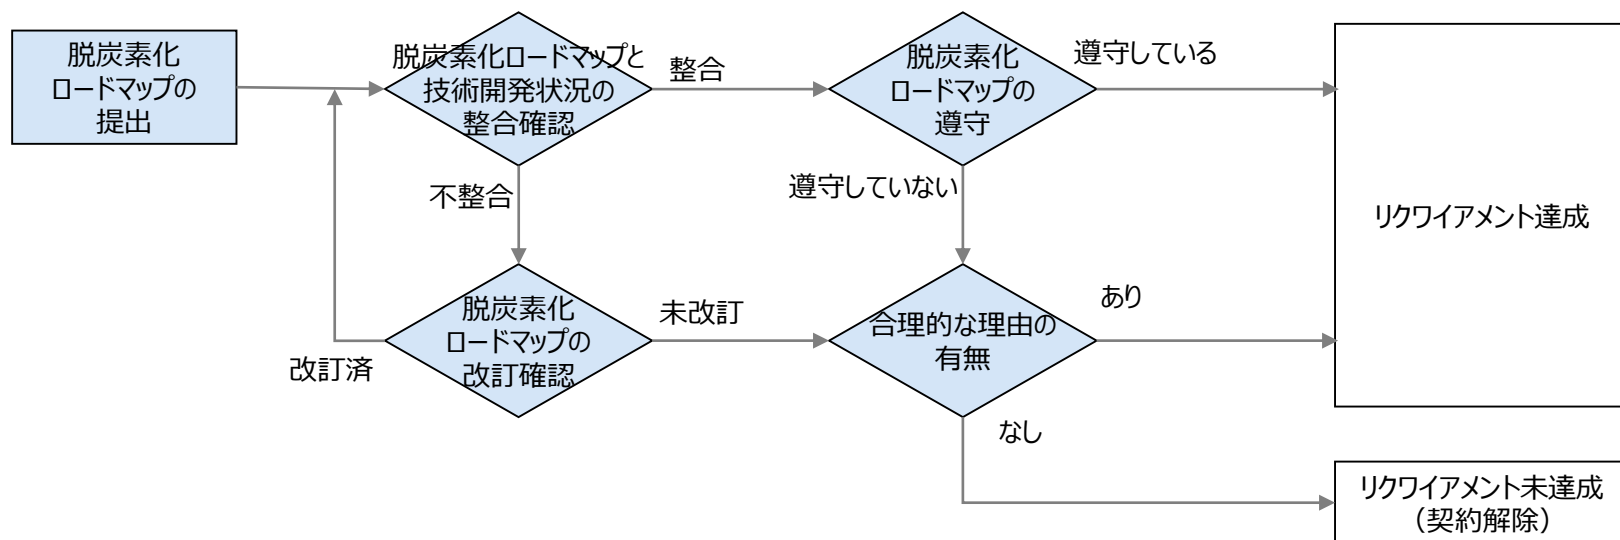 脱炭素化
ロードマップの
提出
脱炭素化ロードマップと
技術開発状況の
整合確認
整合
脱炭素化
ロードマップの
遵守
遵守している
不整合
遵守していない
リクワイアメント達成
脱炭素化
ロードマップの
改訂確認
改訂済
未改訂
合理的な理由の
有無
あり
なし
リクワイアメント未達成
（契約解除）